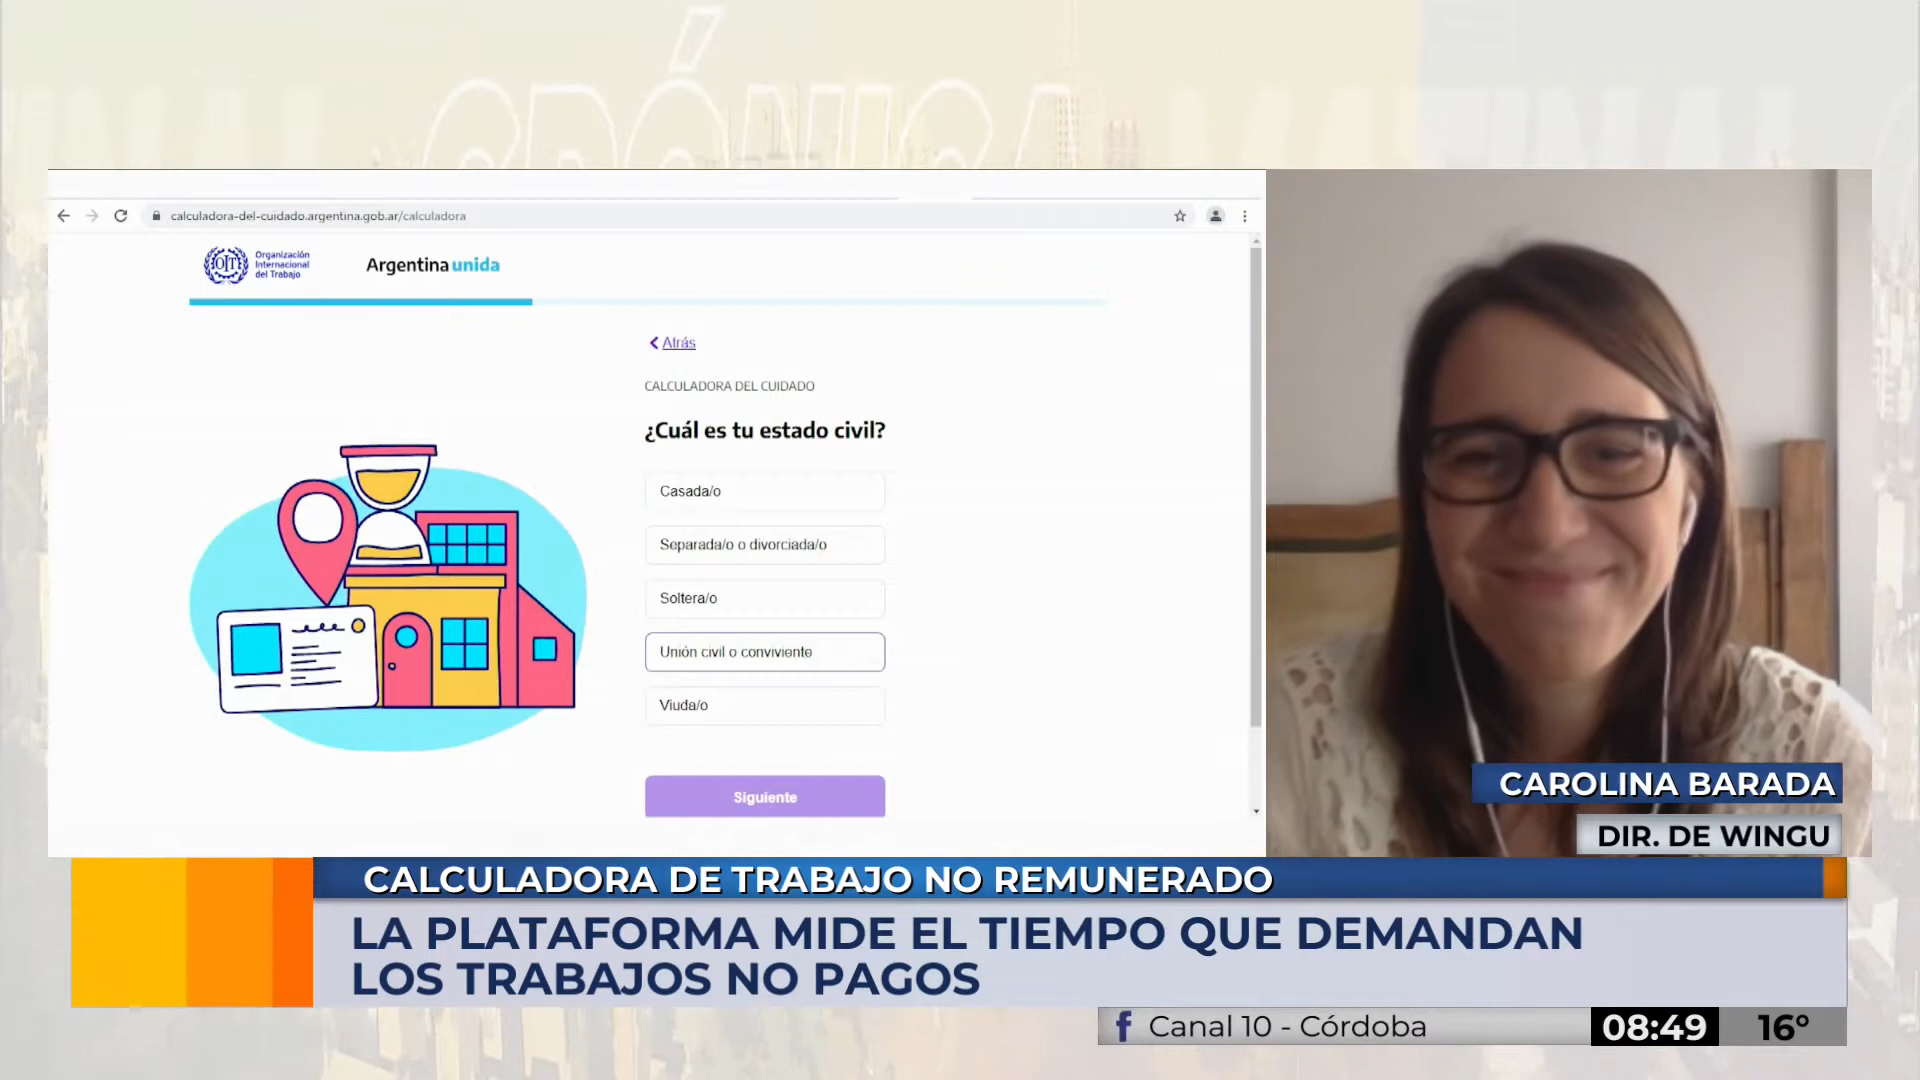 CRÓNICA MATINAL
calculadora-del-cuidado.argentina.gob.ar/calculadora
OIT
Organización
Internacional
del Trabajo
Argentina unida
Atrás
CALCULADORA DEL CUIDADO
¿Cuál es tu estado civil?
Casada/o
Separada/o o divorciada/o
Soltera/o
Unión civil o conviviente
Viuda/o
Siguiente
CAROLINA BARADA
DIR. DE WINGU
CALCULADORA DE TRABAJO NO REMUNERADO
LA PLATAFORMA MIDE EL TIEMPO QUE DEMANDAN
LOS TRABAJOS NO PAGOS
f Canal 10 - Córdoba
08:49
16°